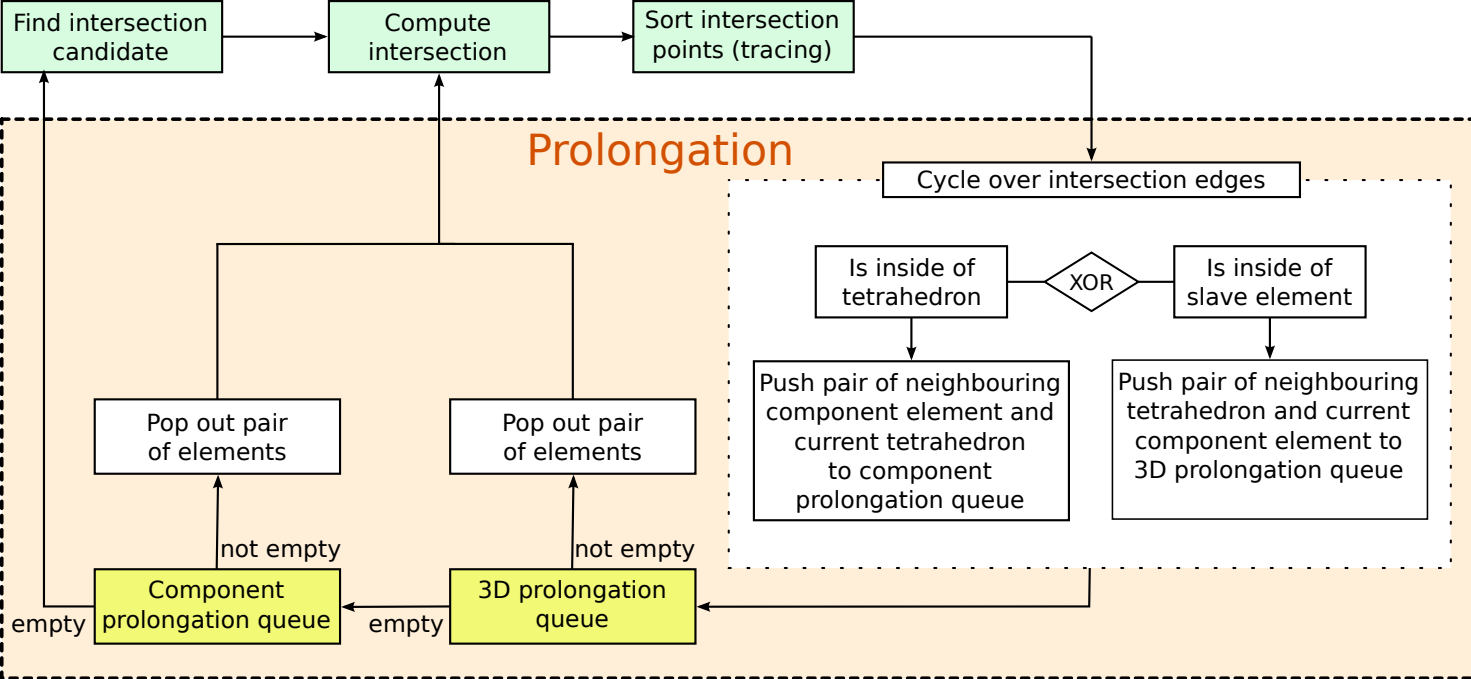 Find intersection
candidate
Compute
intersection
Sort intersection
points (tracing)
Prolongation
Cycle over intersection edges
Is inside of
tetrahedron
XOR
Is inside of
slave element
Push pair of neighbouring
component element and
current tetrahedron
to component
prolongation queue
Push pair of neighbouring
tetrahedron and current
component element to
3D prolongation queue
Pop out pair
of elements
Pop out pair
of elements
not empty
not empty
Component
prolongation queue
3D prolongation
queue
empty
empty